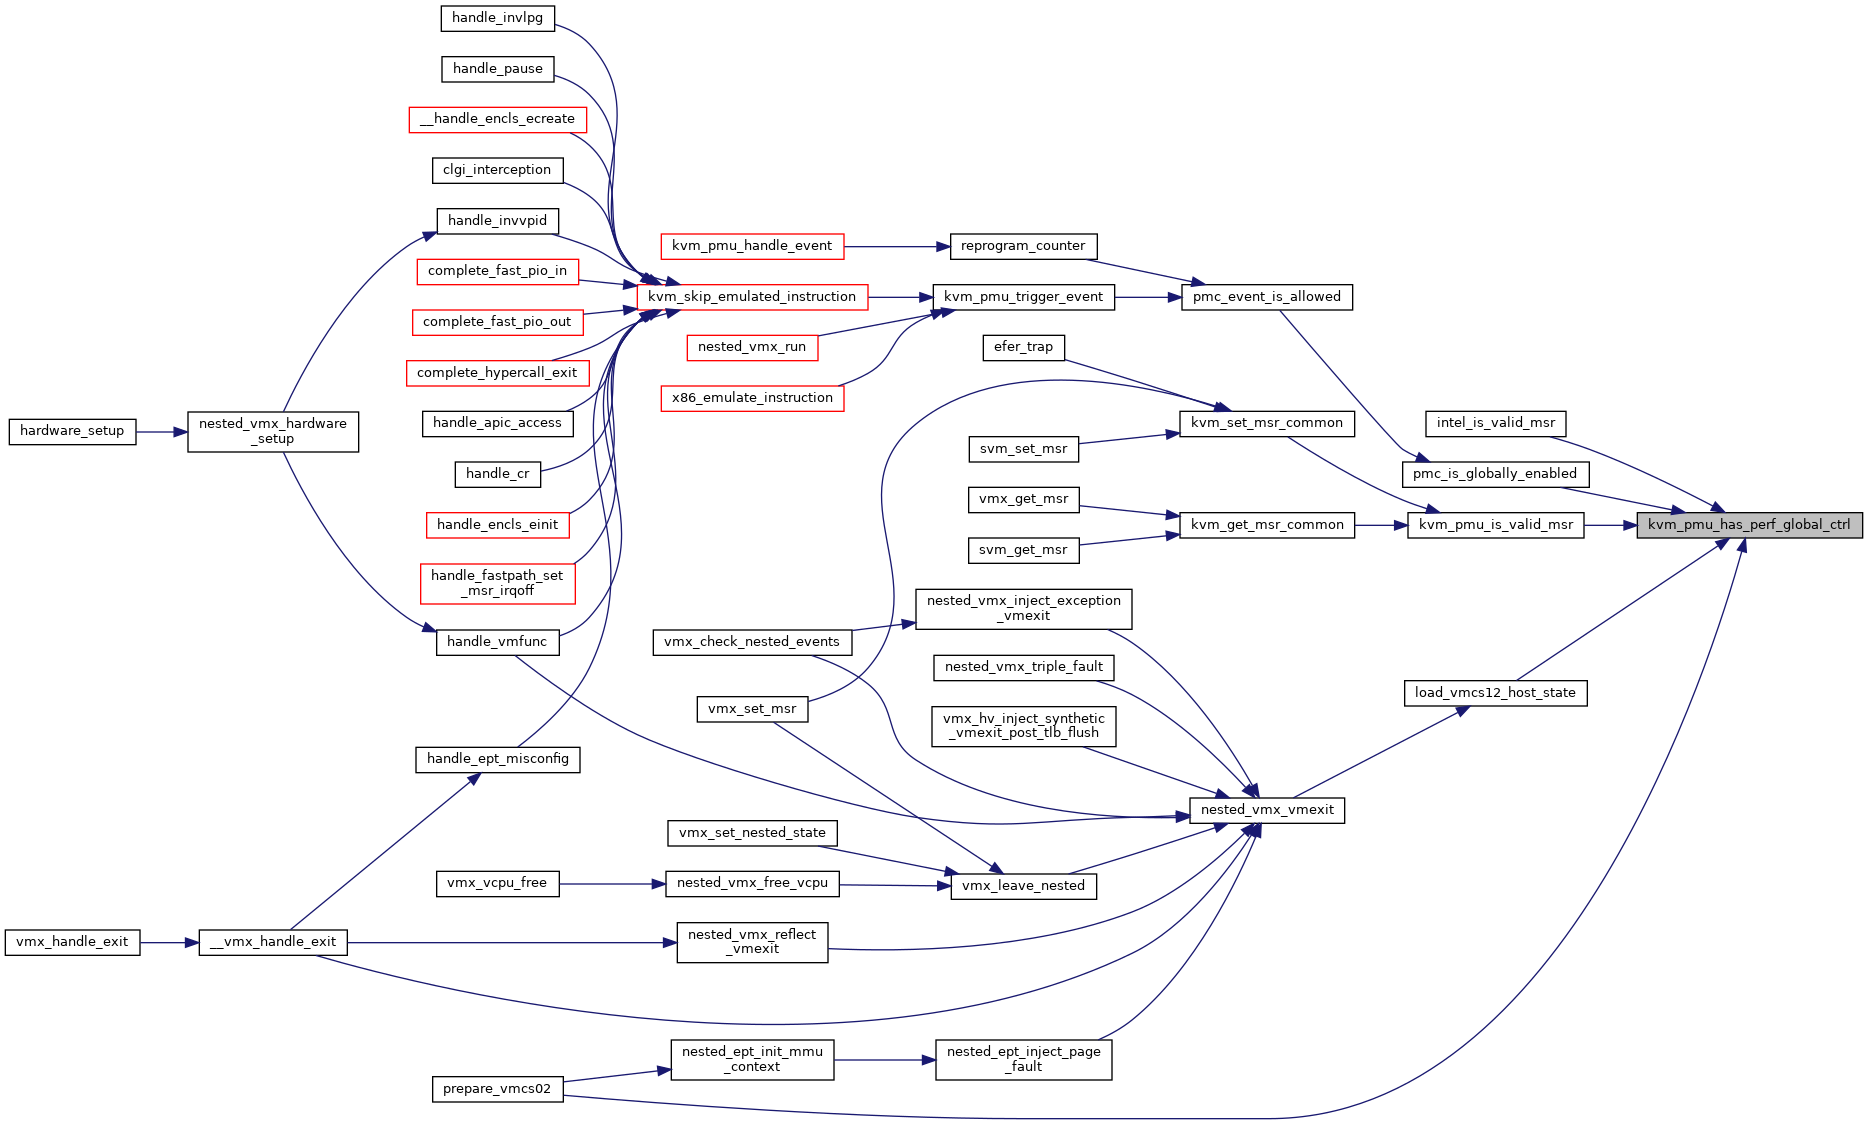 handle_invlpg
handle_pause
__handle_encls_ecreate
clgi_interception
handle_invvpid
complete_fast_pio_in
complete_fast_pio_out
complete_hypercall_exit
handle_apic_access
handle_cr
handle_encls_einit
handle_fastpath_set
_msr_irqoff
handle_vmfunc
handle_ept_misconfig
hardware_setup
nested_vmx_hardware
_setup
vmx_handle_exit
__vmx_handle_exit
kvm_pmu_handle_event
kvm_skip_emulated_instruction
nested_vmx_run
x86_emulate_instruction
reprogram_counter
kvm_pmu_trigger_event
pmc_event_is_allowed
efer_trap
kvm_set_msr_common
svm_set_msr
vmx_get_msr
kvm_get_msr_common
svm_get_msr
intel_is_valid_msr
pmc_is_globally_enabled
kvm_pmu_is_valid_msr
kvm_pmu_has_perf_global_ctrl
nested_vmx_inject_exception
_vmexit
vmx_check_nested_events
nested_vmx_triple_fault
vmx_set_msr
vmx_hv_inject_synthetic
_vmexit_post_tlb_flush
load_vmcs12_host_state
nested_vmx_vmexit
vmx_set_nested_state
vmx_vcpu_free
nested_vmx_free_vcpu
vmx_leave_nested
nested_vmx_reflect
_vmexit
nested_ept_init_mmu
_context
nested_ept_inject_page
_fault
prepare_vmcs02